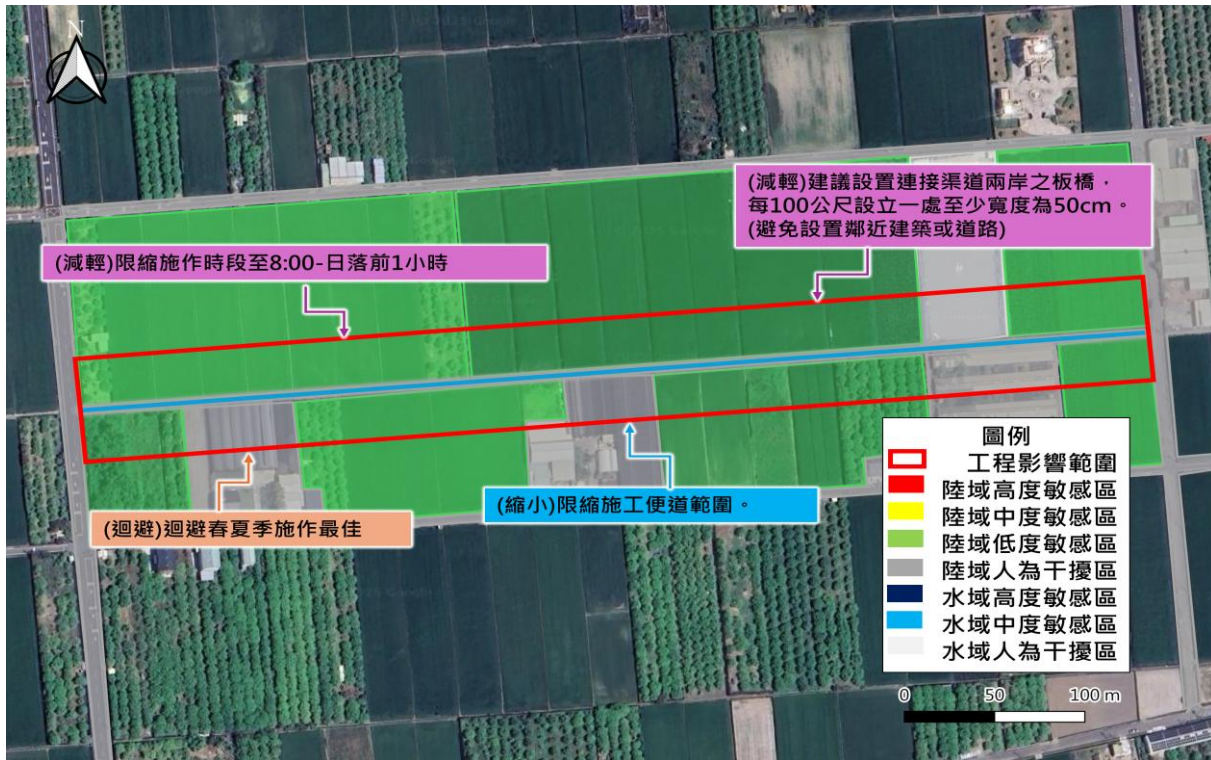 N
(減輕)建議設置連接渠道兩岸之板橋，
每100公尺設立一處至少寬度為50cm。
(避免設置鄰近建築或道路)
(減輕)限縮施作時段至8:00-日落前1小時
(迴避)迴避春夏季施作最佳
(縮小)限縮施工便道範圍。
圖例
工程影響範圍
陸域高度敏感區
陸域中度敏感區
陸域低度敏感區
陸域人為干擾區
水域高度敏感區
水域中度敏感區
水域人為干擾區
0 50 100 m